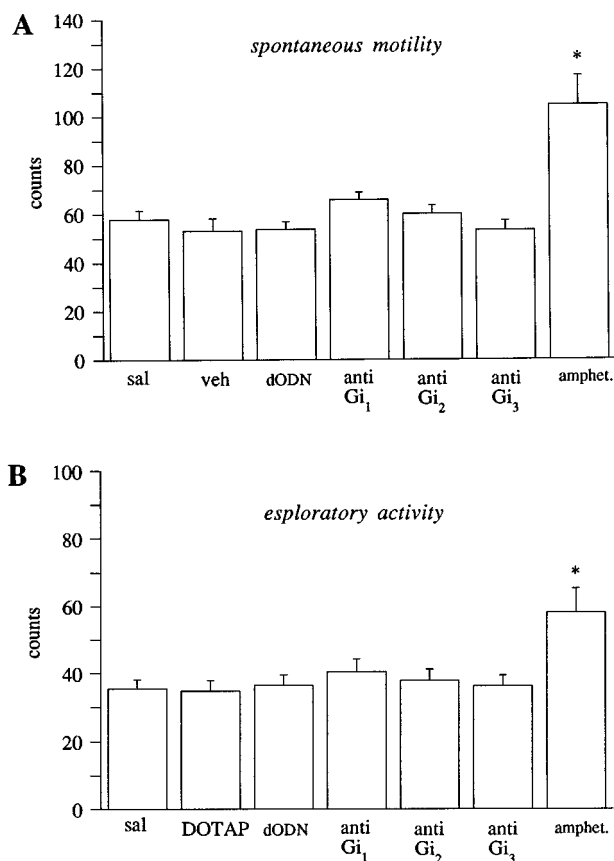 A
spontaneous motility
*
140
120
100
80
60
40
20
0
counts
sal veh dODN anti Gi1 anti Gi2 anti Gi3 amphet.
B
esploratory activity
*
100
80
60
40
20
0
counts
sal DOTAP dODN anti Gi1 anti Gi2 anti Gi3 amphet.